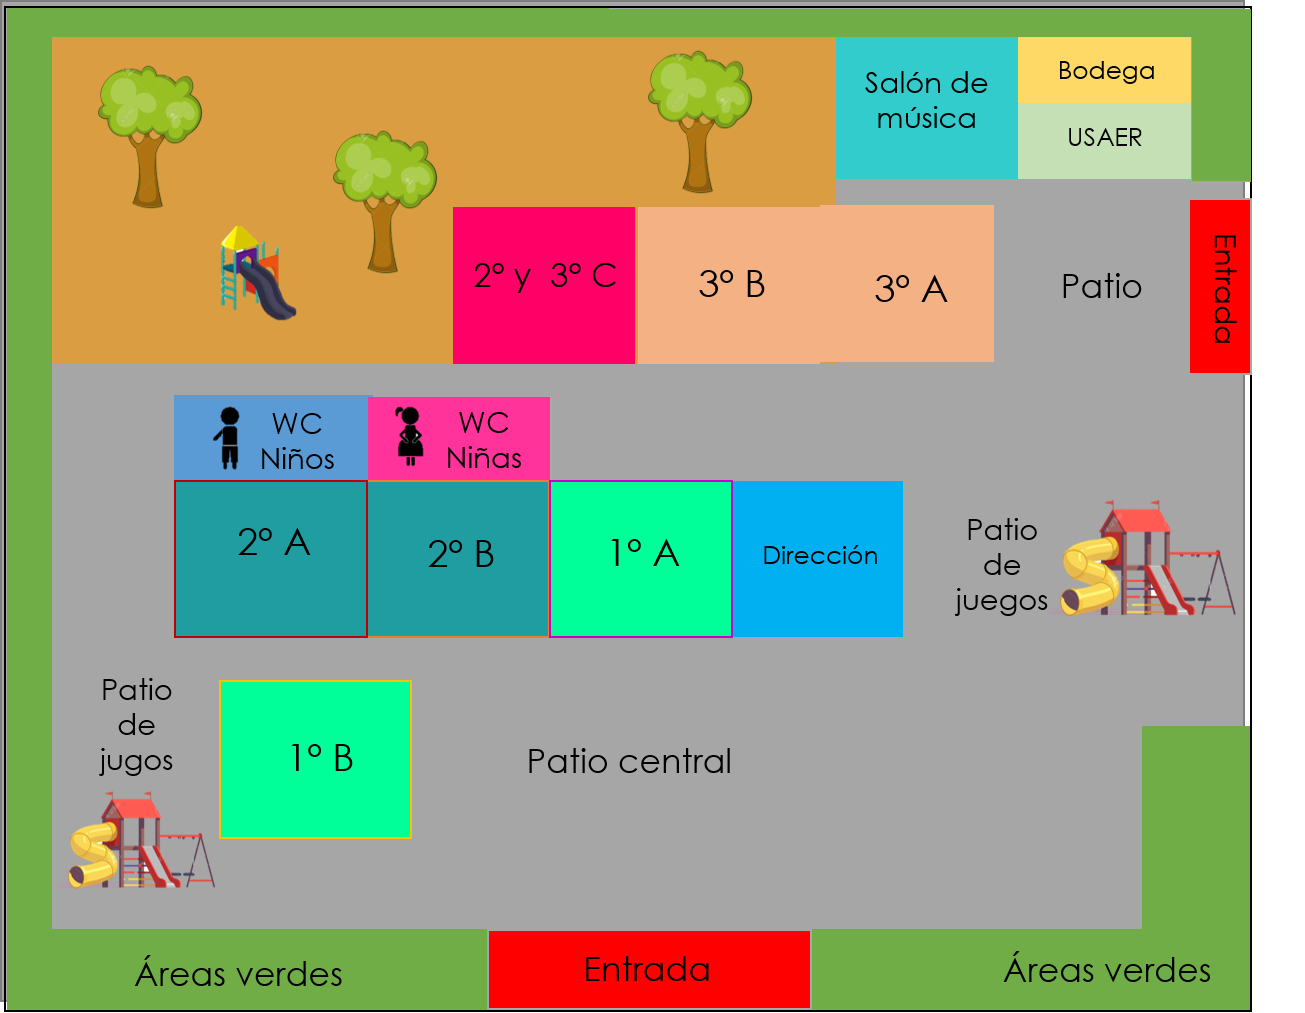 Salón de
música
Bodega
USAER
2° y 3° C
3° B
3° A
Patio
Entrada
WC
Niños
WC
Niñas
2° A
2° B
1° A
Dirección
Patio
de
juegos
Patio
de
jugos
1° B
Patio central
Áreas verdes
Entrada
Áreas verdes